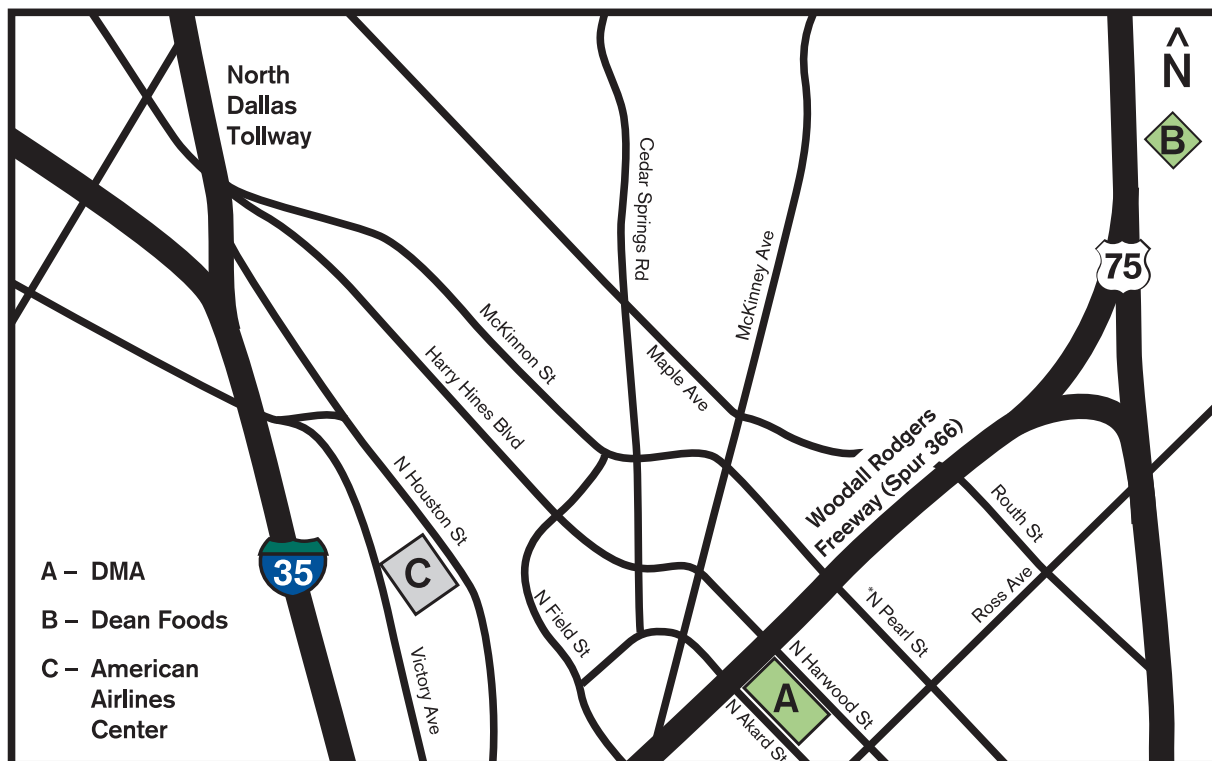 North
Dallas
Tollway
^
N
B
Cedar Springs Rd
McKinney Ave
75
McKinnon St
Maple Ave
Harry Hines Blvd
Woodall Rodgers
Freeway (Spur 366)
N Houston St
Routh St
35
C
A – DMA
B – Dean Foods
C – American
Airlines
Center
N Field St
*N Pearl St
Ross Ave
Victory Ave
N Harwood St
A
N Akard St